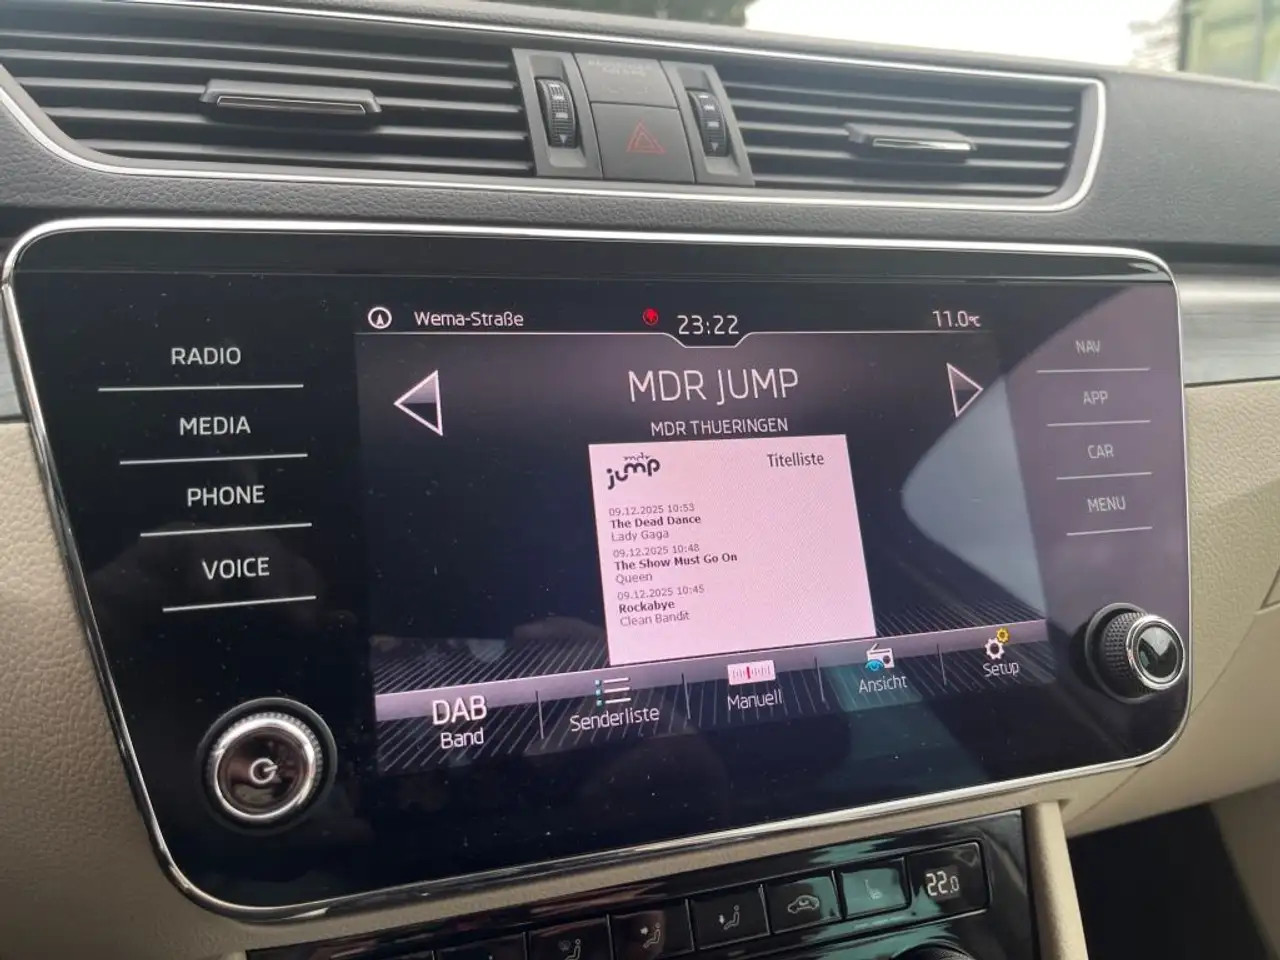 RADIO
MEDIA
PHONE
VOICE
Wema-Straße
23:22
11.0°C
MDR JUMP
MDR THUERINGEN
mdr
jump
Titelliste
09.12.2025 10:53
The Dead Dance
Lady Gaga
09.12.2025 10:48
The Show Must Go On
Queen
09.12.2025 10:45
Rockabye
Clean Bandit
DAB
Band
Senderliste
Manuell
Ansicht
Setup
NAV
APP
CAR
MENU
22.0